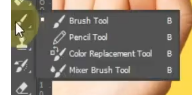 Brush Tool B
Pencil Tool B
Color Replacement Tool B
Mixer Brush Tool B